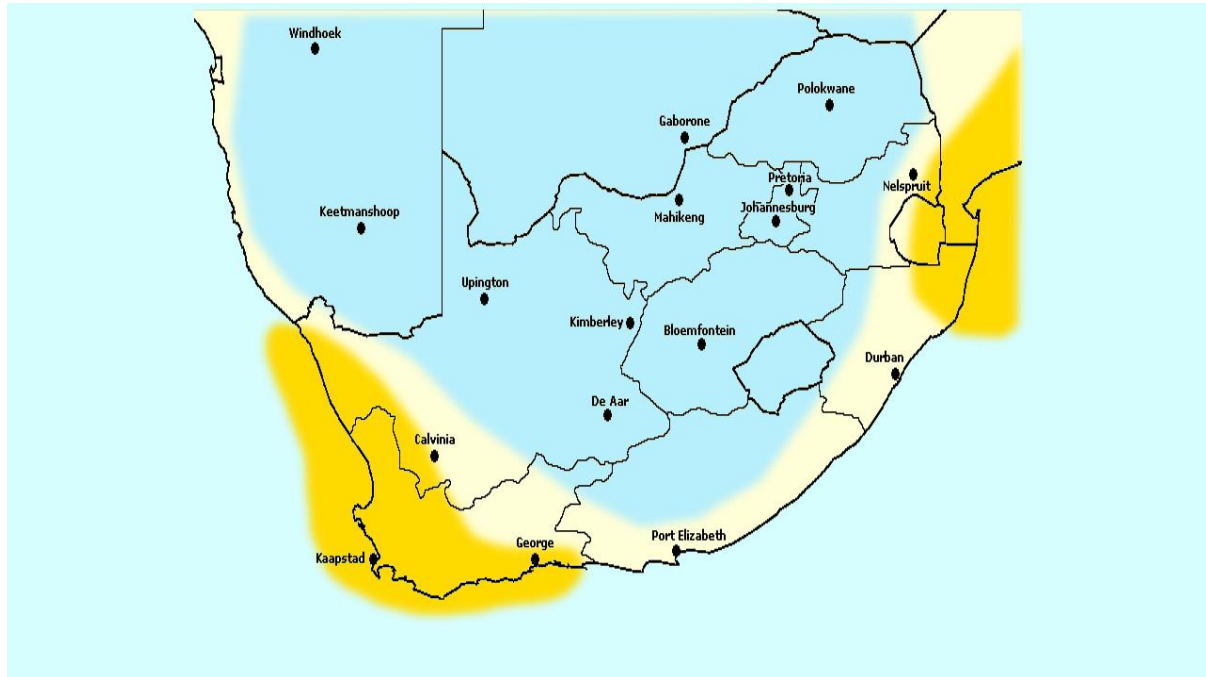 Windhoek
Polokwane
Gaborone
Pretoria
Nelspruit
Keetmanshoop
Mahikeng
Johannesburg
Upington
Kimberley
Bloemfontein
Durban
De Aar
Calvinia
Kaapstad
George
Port Elizabeth